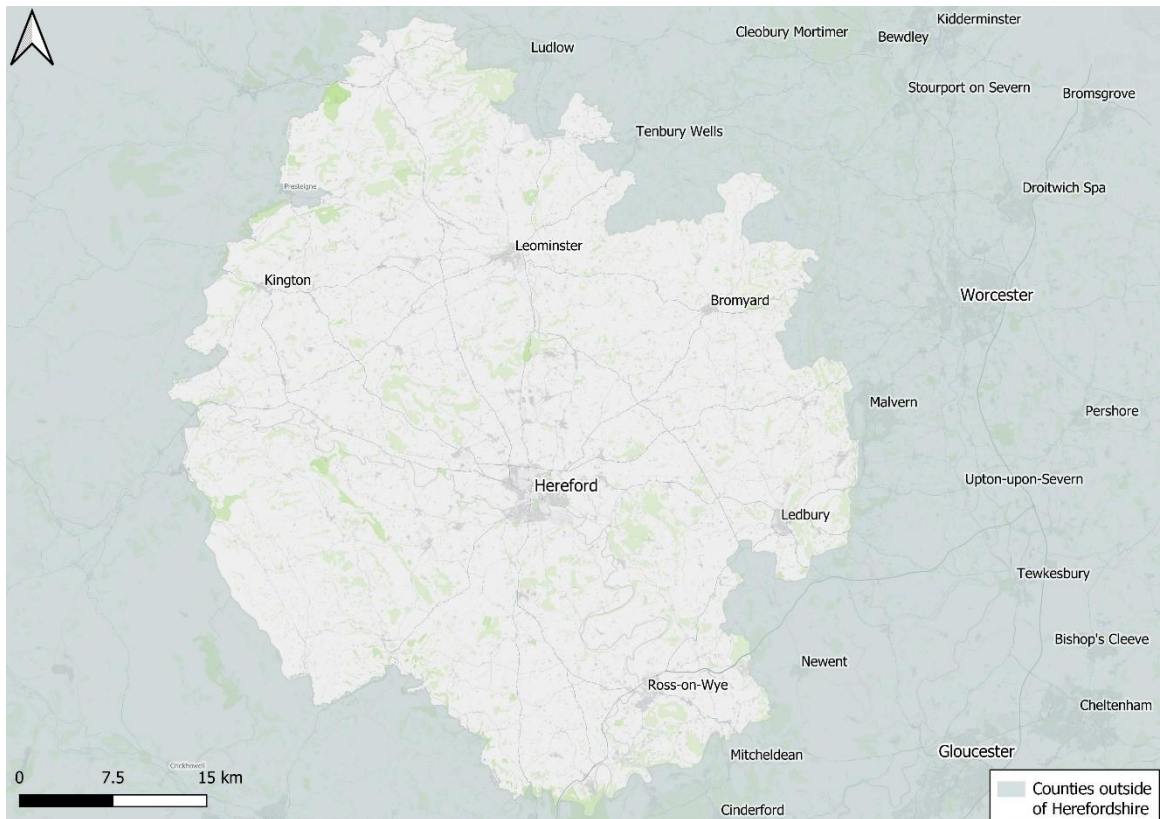 Kidderminster
Cleobury Mortimer
Bewdley
Ludlow
Stourport on Severn
Bromsgrove
Tenbury Wells
Presteigne
Droitwich Spa
Leominster
Kington
Worcester
Bromyard
Malvern
Pershore
Upton-upon-Severn
Hereford
Ledbury
Tewkesbury
Bishop's Cleeve
Newent
Ross-on-Wye
Cheltenham
Mitcheldean
Gloucester
Crickhowell
0 7.5 15 km
Counties outside
of Herefordshire
Cinderford